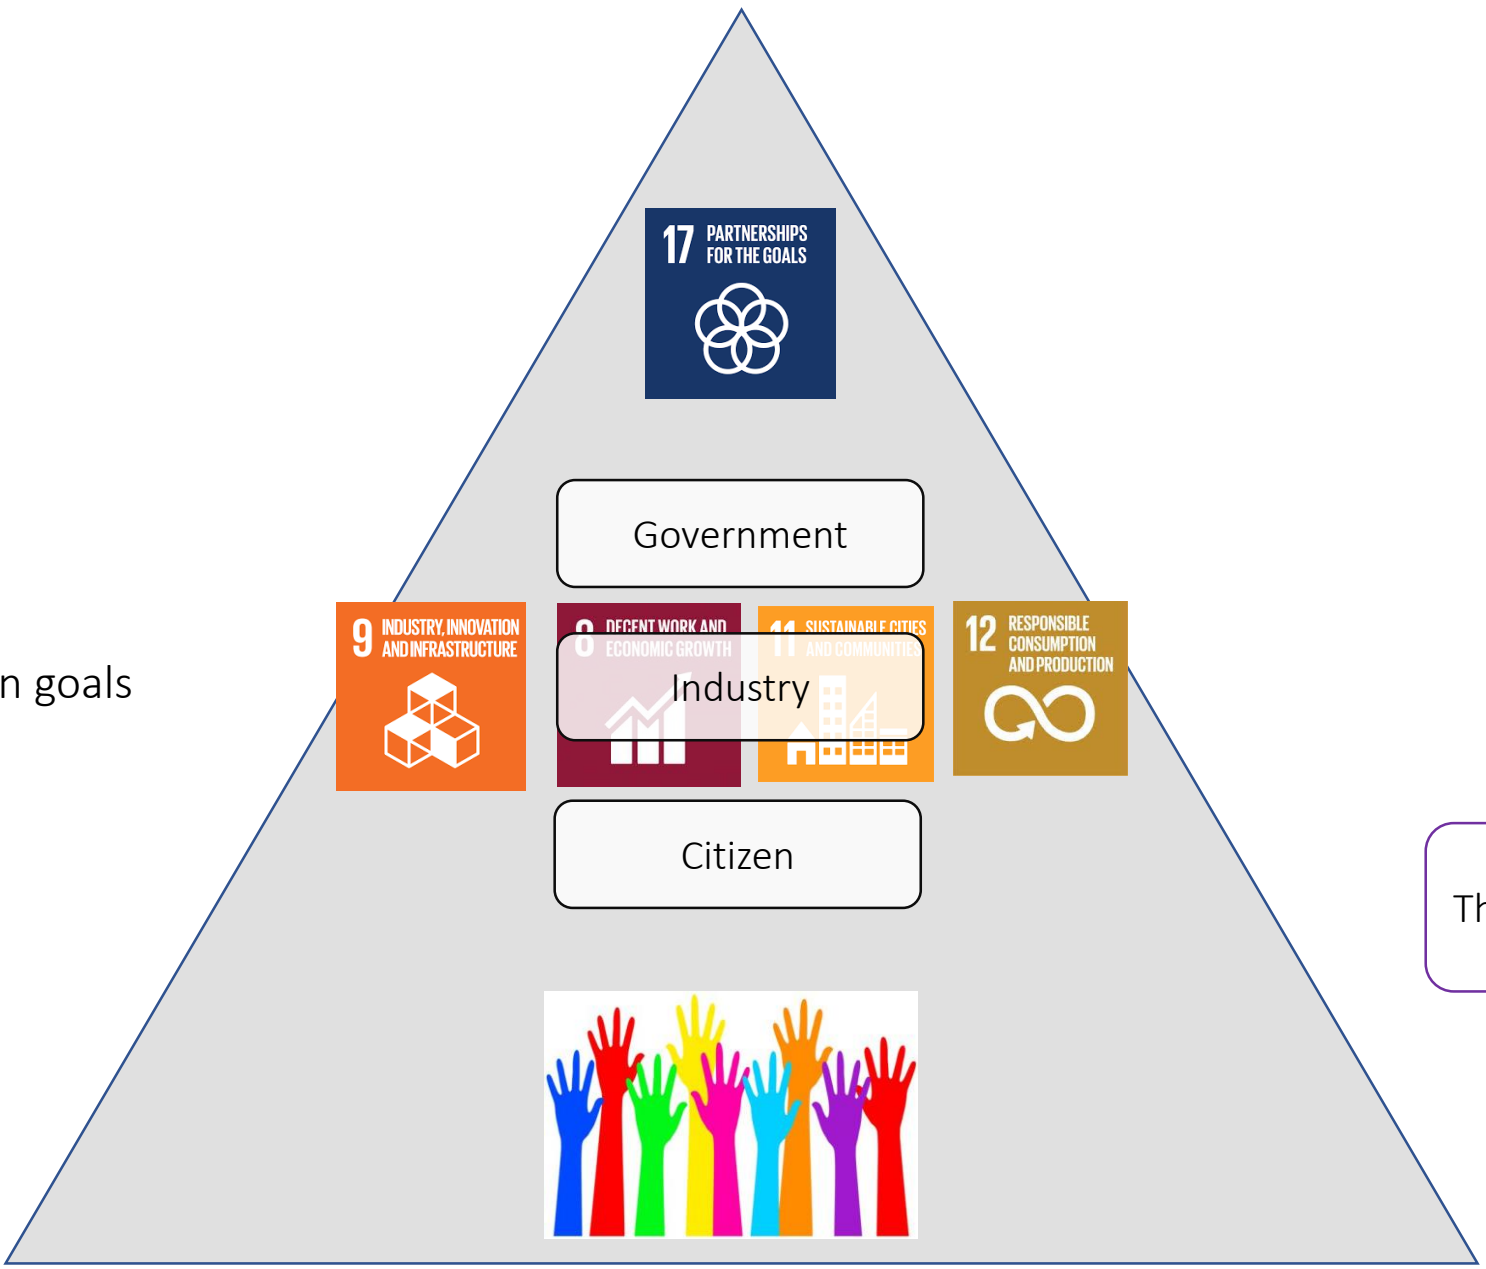 17 PARTNERSHIPS
FOR THE GOALS
Government
9 INDUSTRY, INNOVATION
AND INFRASTRUCTURE
8 DECENT WORK AND
ECONOMIC GROWTH
11 SUSTAINABLE CITIES
AND COMMUNITIES
12 RESPONSIBLE
CONSUMPTION
AND PRODUCTION
n goals
Industry
Citizen
Th